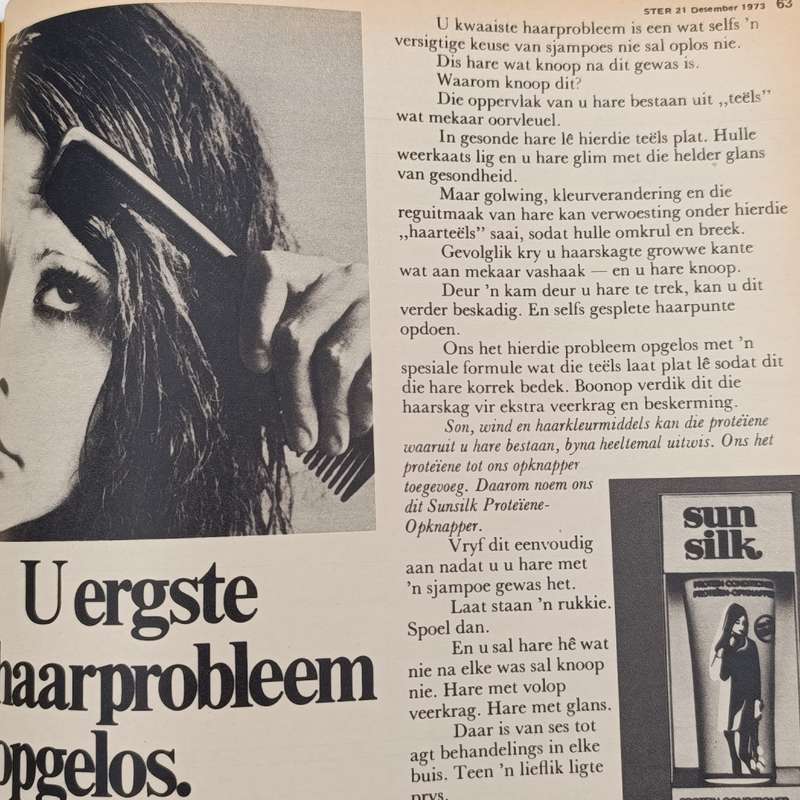 STER 21 Desember 1973 63
U kwaaiste haarprobleem is een wat selfs 'n
versigtige keuse van sjampoes nie sal oplos nie.
Dis hare wat knoop na dit gewas is.
Waarom knoop dit?
Die oppervlak van u hare bestaan uit „teëls”
wat mekaar oorvleuel.
In gesonde hare lê hierdie teëls plat. Hulle
weerkaats lig en u hare glim met die helder glans
van gesondheid.
Maar golwing, kleurverandering en die
reguitmaak van hare kan verwoesting onder hierdie
„haarteëls” saai, sodat hulle omkrul en breek.
Gevolglik kry u haarskagte growwe kante
wat aan mekaar vashaak — en u hare knoop.
Deur 'n kam deur u hare te trek, kan u dit
verder beskadig. En selfs gesplete haarpunte
opdoen.
Ons het hierdie probleem opgelos met 'n
spesiale formule wat die teëls laat plat lê sodat dit
die hare korrek bedek. Boonop verdik dit die
haarskag vir ekstra veerkrag en beskerming.
Son, wind en haarkleurmiddels kan die proteïene
waaruit u hare bestaan, byna heeltemal uitwis. Ons het
proteïene tot ons opknapper
toegevoeg. Daarom noem ons
dit Sunsilk Proteïene-
Opknapper.
Vryf dit eenvoudig
aan nadat u u hare met
'n sjampoe gewas het.
Laat staan 'n rukkie.
Spoel dan.
En u sal hare hê wat
nie na elke was sal knoop
nie. Hare met volop
veerkrag. Hare met glans.
Daar is van ses tot
agt behandelings in elke
buis. Teen 'n lieflik ligte
prys.
U ergste
haarprobleem
opgelos.
sun
silk
PROTEIN CONDITIONER
PROTEÏEN-OPKNAPPER
PROTEIN CONDITIONER